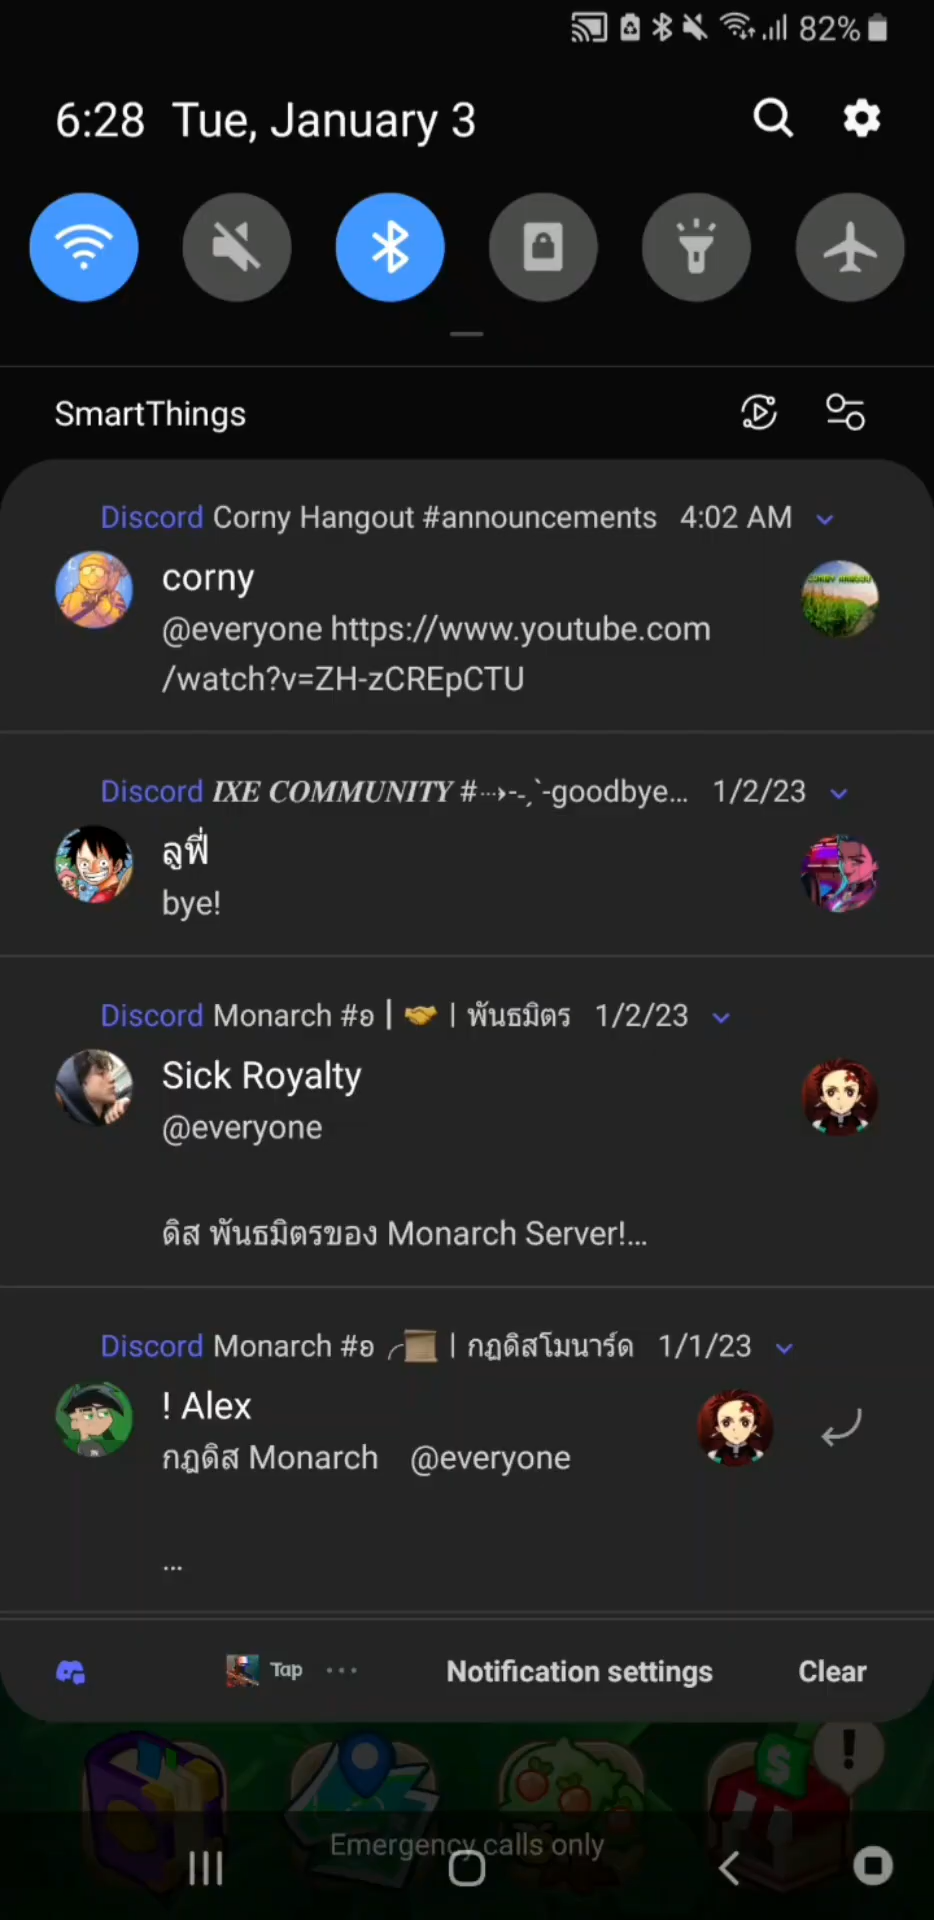 82%
6:28 Tue, January 3
SmartThings
Discord Corny Hangout #announcements 4:02 AM
corny
CORNY HANGOUT
@everyone https://www.youtube.com
/watch?v=ZH-zCREpCTU
Discord 𝑰𝑿𝑬 𝑪𝑶𝑴𝑴𝑼𝑵𝑰𝑻𝒀 #┈➤-˗ˏˋ-goodbye… 1/2/23
ลูฟี่
bye!
Discord Monarch #ʚ┃🤝 | พันธมิตร 1/2/23
Sick Royalty
@everyone
ดิส พันธมิตรของ Monarch Server!…
Discord Monarch #ʚ╭📜 | กฏดิสโมนาร์ด 1/1/23
! Alex
กฎดิส Monarch @everyone
…
Tap ··· Notification settings Clear
Emergency calls only